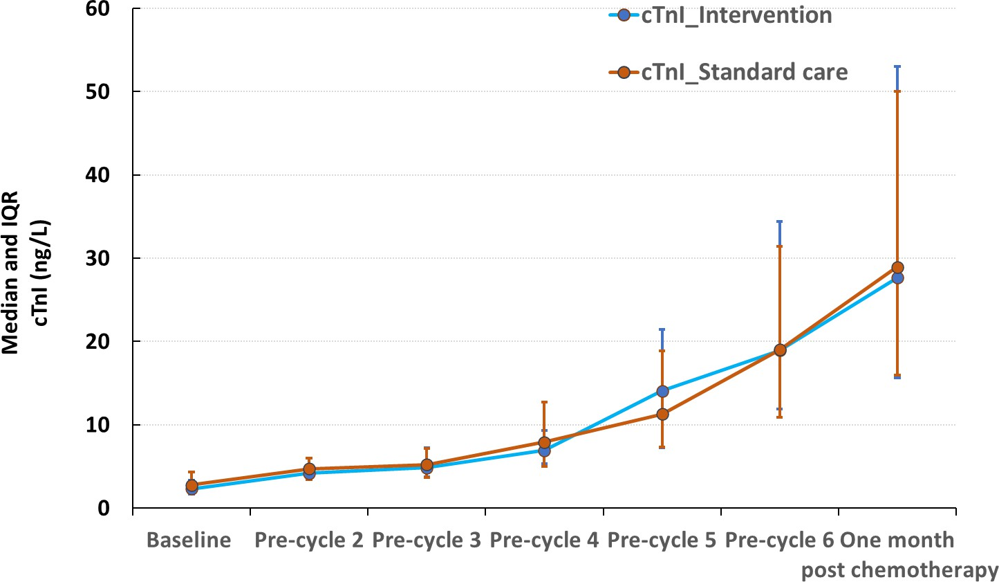 60
cTnI_Intervention
cTnI_Standard care
50
40
30
20
10
0
Median and IQR
cTnI (ng/L)
Baseline Pre-cycle 2 Pre-cycle 3 Pre-cycle 4 Pre-cycle 5 Pre-cycle 6 One month
post chemotherapy